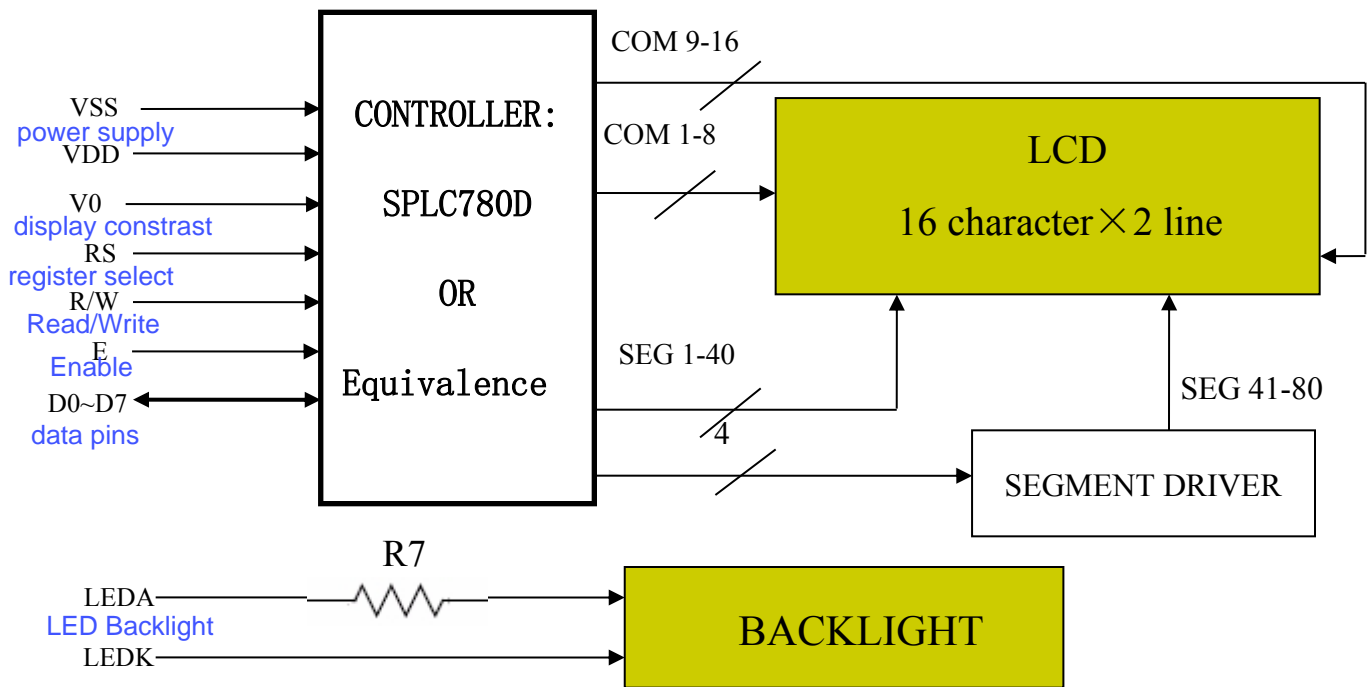 COM 9-16
VSS
power supply
VDD
V0
display constrast
RS
register select
R/W
Read/Write
E
Enable
D0~D7
data pins
CONTROLLER:
SPLC780D
OR
Equivalence
COM 1-8
LCD
16 character×2 line
SEG 1-40
4
SEG 41-80
SEGMENT DRIVER
R7
LEDA
LED Backlight
LEDK
BACKLIGHT